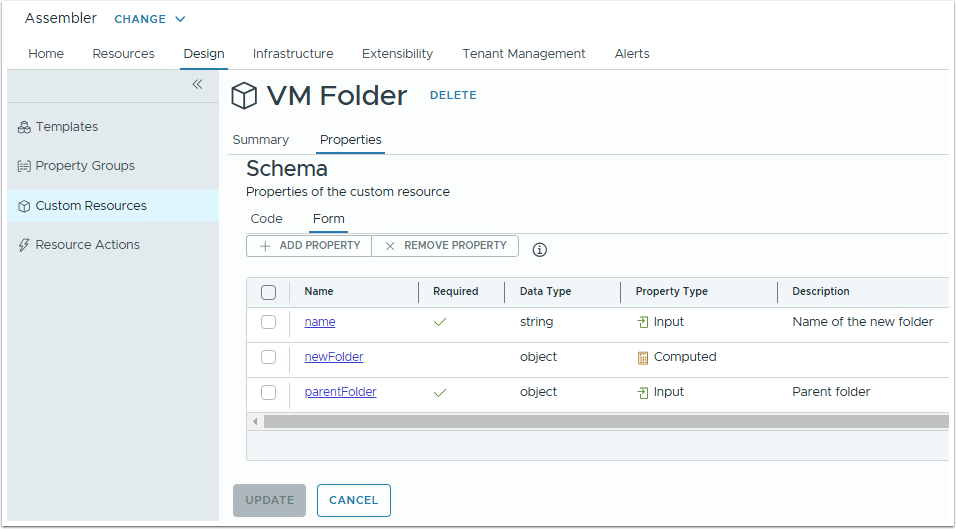 Assembler CHANGE
Home Resources Design Infrastructure Extensibility Tenant Management Alerts
VM Folder DELETE
Templates
Property Groups
Custom Resources
Resource Actions
Summary Properties
Schema
Properties of the custom resource
Code Form
ADD PROPERTY REMOVE PROPERTY
Name Required Data Type Property Type Description
name string Input Name of the new folder
newFolder object Computed
parentFolder object Input Parent folder
UPDATE CANCEL